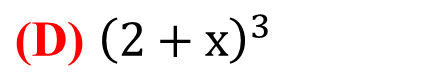 (D) (2 + x)³